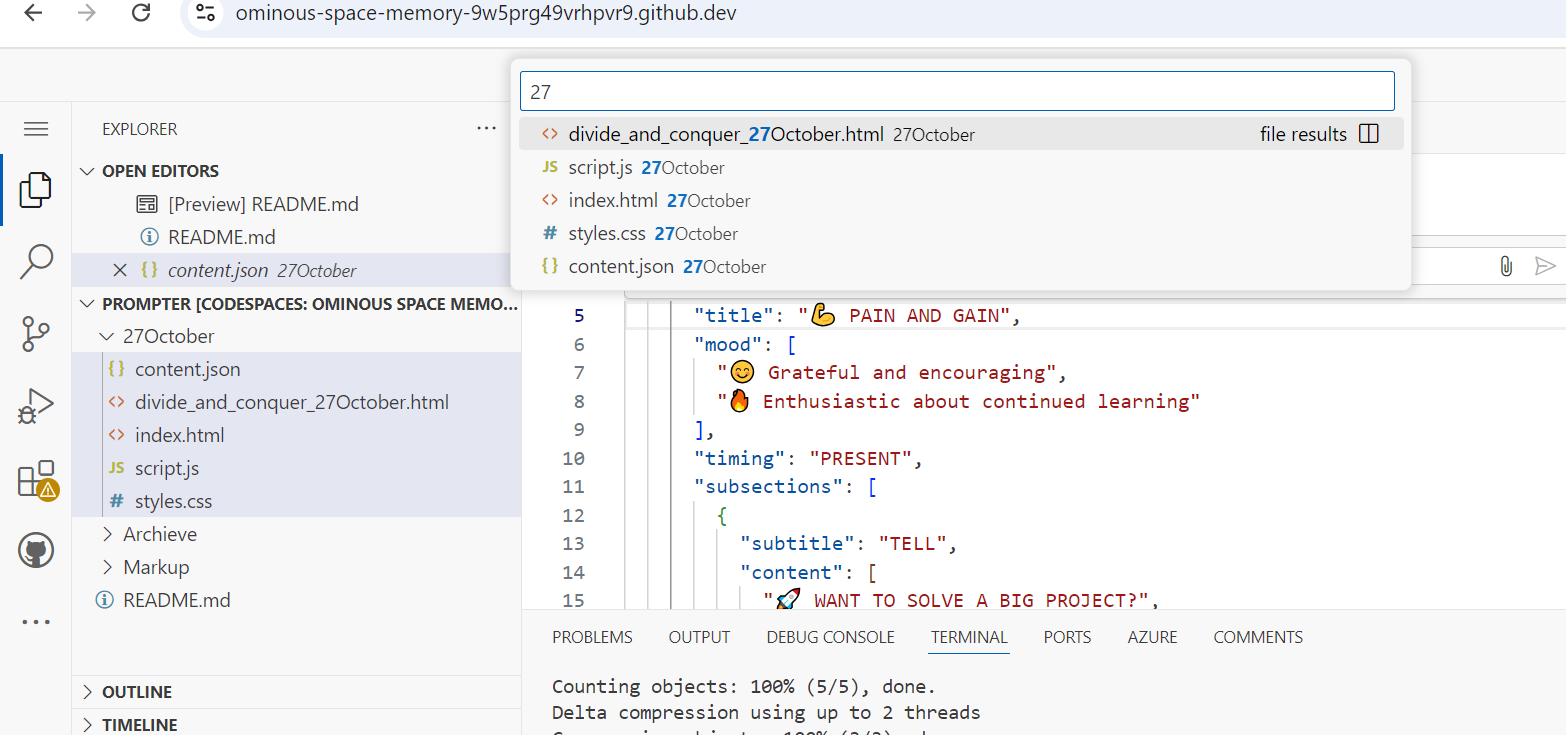 ominous-space-memory-9w5prg49vrhpvr9.github.dev
27
divide_and_conquer_27October.html 27October file results
JS script.js 27October
<> index.html 27October
# styles.css 27October
{} content.json 27October
EXPLORER
OPEN EDITORS
[Preview] README.md
README.md
{} content.json 27October
PROMPTER [CODESPACES: OMINOUS SPACE MEMO...
27October
{} content.json
<> divide_and_conquer_27October.html
<> index.html
JS script.js
# styles.css
Archieve
Markup
README.md
OUTLINE
TIMELINE
5 "title": "💪 PAIN AND GAIN",
6 "mood": [
7 "😊 Grateful and encouraging",
8 "🔥 Enthusiastic about continued learning"
9 ],
10 "timing": "PRESENT",
11 "subsections": [
12 {
13 "subtitle": "TELL",
14 "content": [
15 "🚀 WANT TO SOLVE A BIG PROJECT?",
PROBLEMS OUTPUT DEBUG CONSOLE TERMINAL PORTS AZURE COMMENTS
Counting objects: 100% (5/5), done.
Delta compression using up to 2 threads